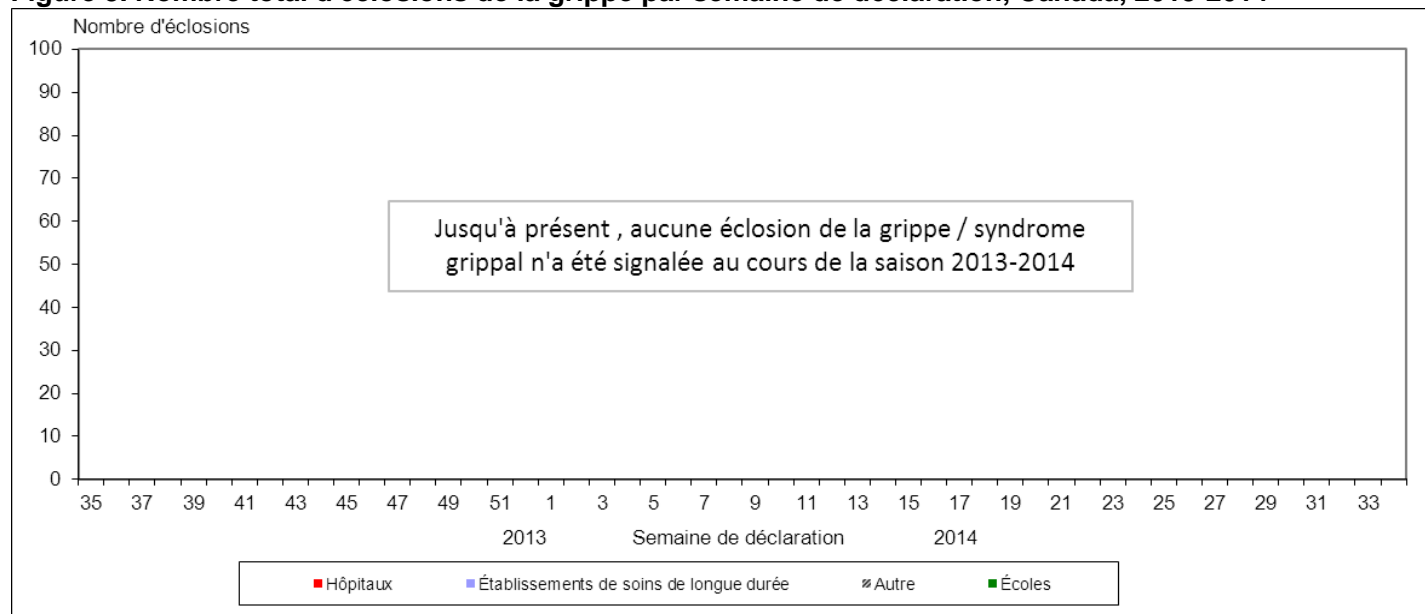 Nombre d'éclosions
100
90
80
70
60
50
40
30
20
10
0
Jusqu'à présent , aucune éclosion de la grippe / syndrome
grippal n'a été signalée au cours de la saison 2013-2014
35 37 39 41 43 45 47 49 51 1 3 5 7 9 11 13 15 17 19 21 23 25 27 29 31 33
2013 Semaine de déclaration 2014
Hôpitaux Établissements de soins de longue durée Autre Écoles